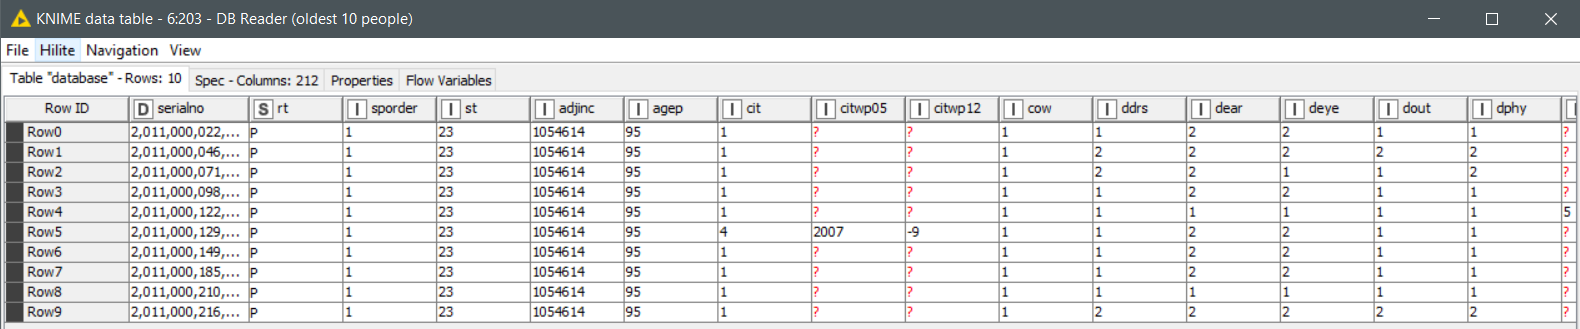 KNIME data table - 6:203 - DB Reader (oldest 10 people)
File Hilite Navigation View
Table "database" - Rows: 10 Spec - Columns: 212 Properties Flow Variables
Row ID D serialno S rt I sporder I st I adjinc I agep I cit I citwp05 I citwp12 I cow I ddrs I dear I deye I dout I dphy
Row0 2,011,000,022,... P 1 23 1054614 95 1 ? ? 1 1 2 2 1 1 ?
Row1 2,011,000,046,... P 1 23 1054614 95 1 ? ? 1 2 2 2 2 2 ?
Row2 2,011,000,071,... P 1 23 1054614 95 1 ? ? 1 2 2 1 1 2 ?
Row3 2,011,000,098,... P 1 23 1054614 95 1 ? ? 1 1 2 2 1 1 ?
Row4 2,011,000,122,... P 1 23 1054614 95 1 ? ? 1 1 1 1 1 1 5
Row5 2,011,000,129,... P 1 23 1054614 95 4 2007 -9 1 1 2 2 1 1 ?
Row6 2,011,000,149,... P 1 23 1054614 95 1 ? ? 1 1 2 2 1 1 ?
Row7 2,011,000,185,... P 1 23 1054614 95 1 ? ? 1 1 2 2 1 1 ?
Row8 2,011,000,210,... P 1 23 1054614 95 1 ? ? 1 1 1 1 1 1 ?
Row9 2,011,000,216,... P 1 23 1054614 95 1 ? ? 1 2 2 2 2 2 ?